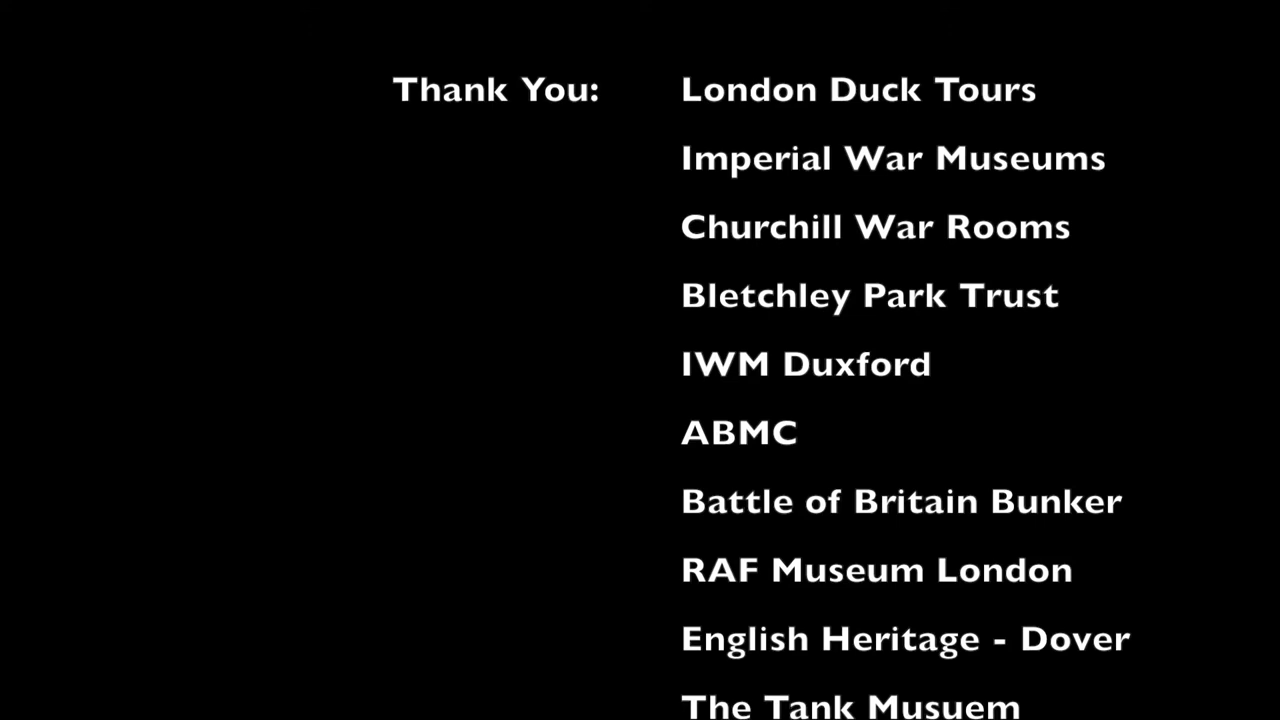 Thank You: London Duck Tours
Imperial War Museums
Churchill War Rooms
Bletchley Park Trust
IWM Duxford
ABMC
Battle of Britain Bunker
RAF Museum London
English Heritage - Dover
The Tank Musuem